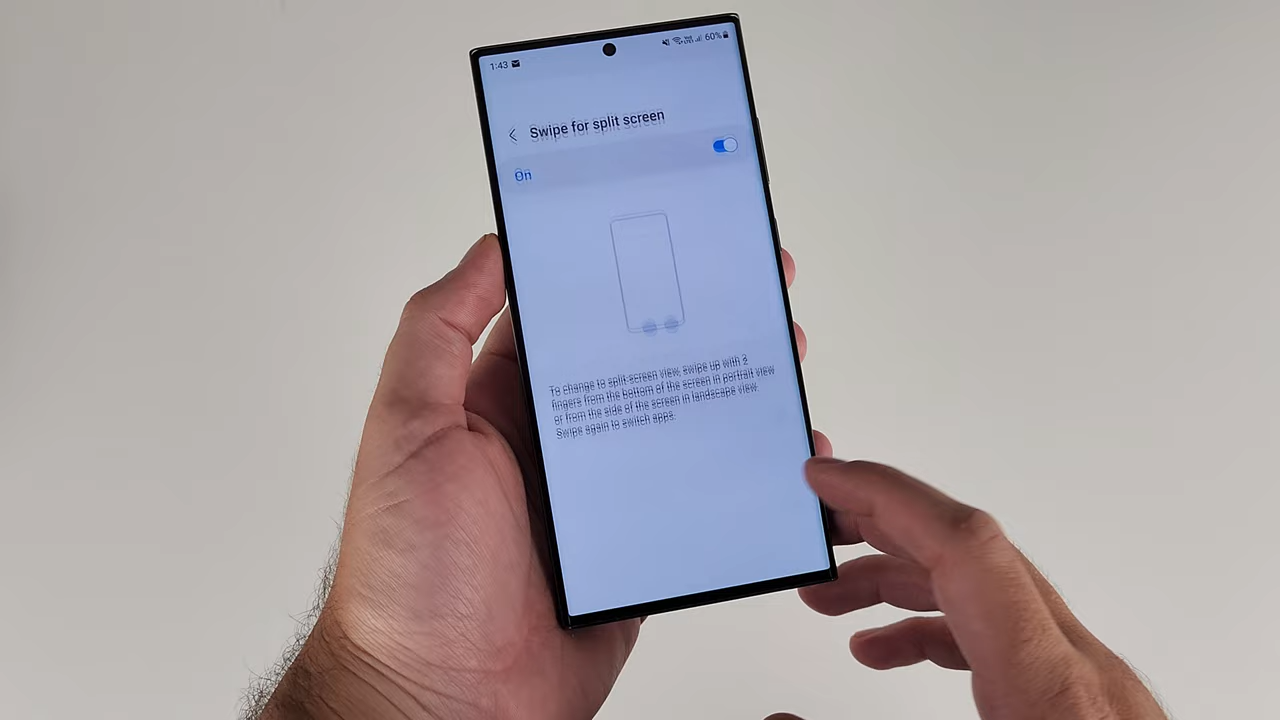 1:43
60%
Swipe for split screen
On
To change to split-screen view, swipe up with 2
fingers from the bottom of the screen in portrait view
or from the side of the screen in landscape view.
Swipe again to switch apps.